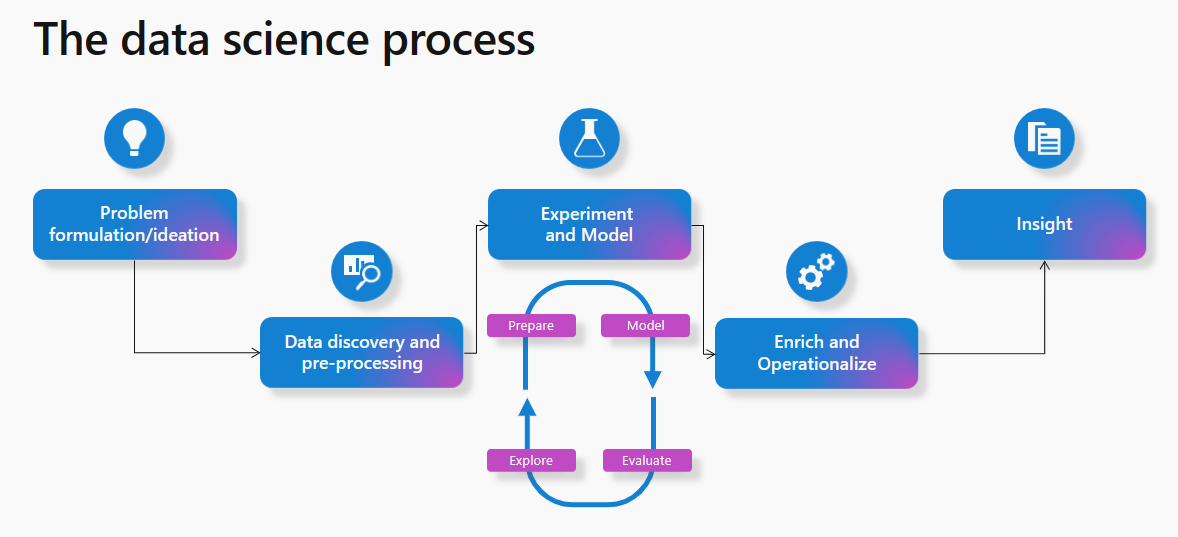 The data science process
Problem
formulation/ideation
Data discovery and
pre-processing
Experiment
and Model
Prepare
Model
Explore
Evaluate
Enrich and
Operationalize
Insight